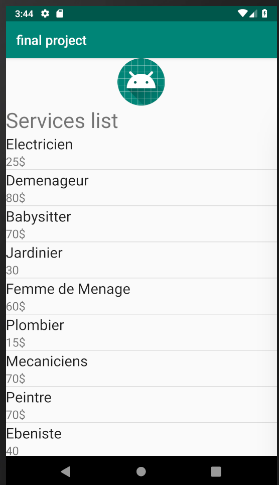 3:44
final project
Services list
Electricien
25$
Demenageur
80$
Babysitter
70$
Jardinier
30
Femme de Menage
60$
Plombier
15$
Mecaniciens
70$
Peintre
70$
Ebeniste
40